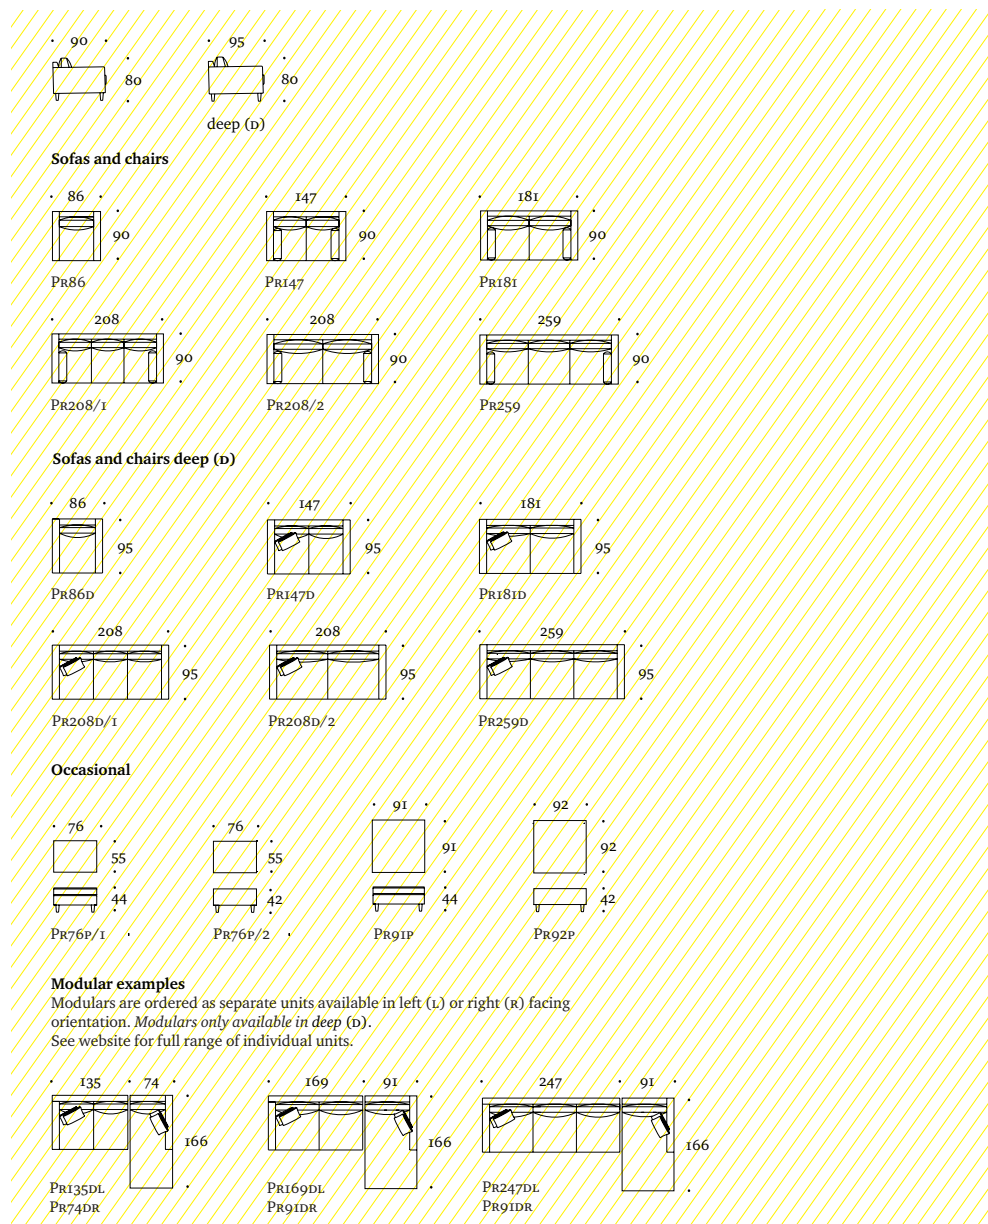 90 95
80 80
deep (D)
Sofas and chairs
86 147 181
90 90 90
PR86 PR147 PR181
208 208 259
90 90 90
PR208/1 PR208/2 PR259
Sofas and chairs deep (D)
86 147 181
95 95 95
PR86D PR147D PR181D
208 208 259
95 95 95
PR208D/1 PR208D/2 PR259D
Occasional
91 92
76 76
91 92
55 55
44 42 44 42
PR76P/1 PR76P/2 PR91P PR92P
Modular examples
Modulars are ordered as separate units available in left (L) or right (R) facing
orientation. Modulars only available in deep (D).
See website for full range of individual units.
135 74 169 91 247 91
166 166 166
PR135DL PR169DL PR247DL
PR74DR PR91DR PR91DR